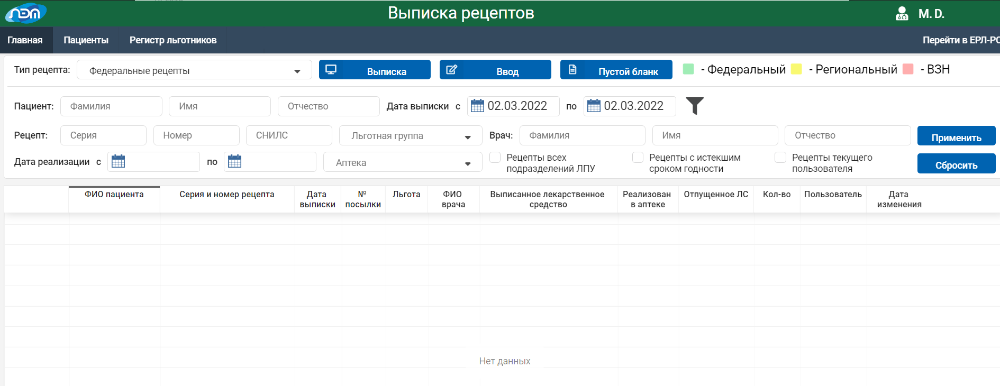 ЛЭМ
Выписка рецептов
M. D.
Главная Пациенты Регистр льготников
Перейти в ЕРЛ-РС
Тип рецепта: Федеральные рецепты Выписка Ввод Пустой бланк - Федеральный - Региональный - ВЗН
Пациент: Фамилия Имя Отчество Дата выписки с 02.03.2022 по 02.03.2022
Рецепт: Серия Номер СНИЛС Льготная группа Врач: Фамилия Имя Отчество Применить
Дата реализации с по Аптека
Рецепты всех
подразделений ЛПУ
Рецепты с истекшим
сроком годности
Рецепты текущего
пользователя
Сбросить
ФИО пациента
Серия и номер рецепта
Дата
выписки
№
посылки
Льгота
ФИО
врача
Выписанное лекарственное
средство
Реализован
в аптеке
Отпущенное ЛС
Кол-во
Пользователь
Дата
изменения
Нет данных